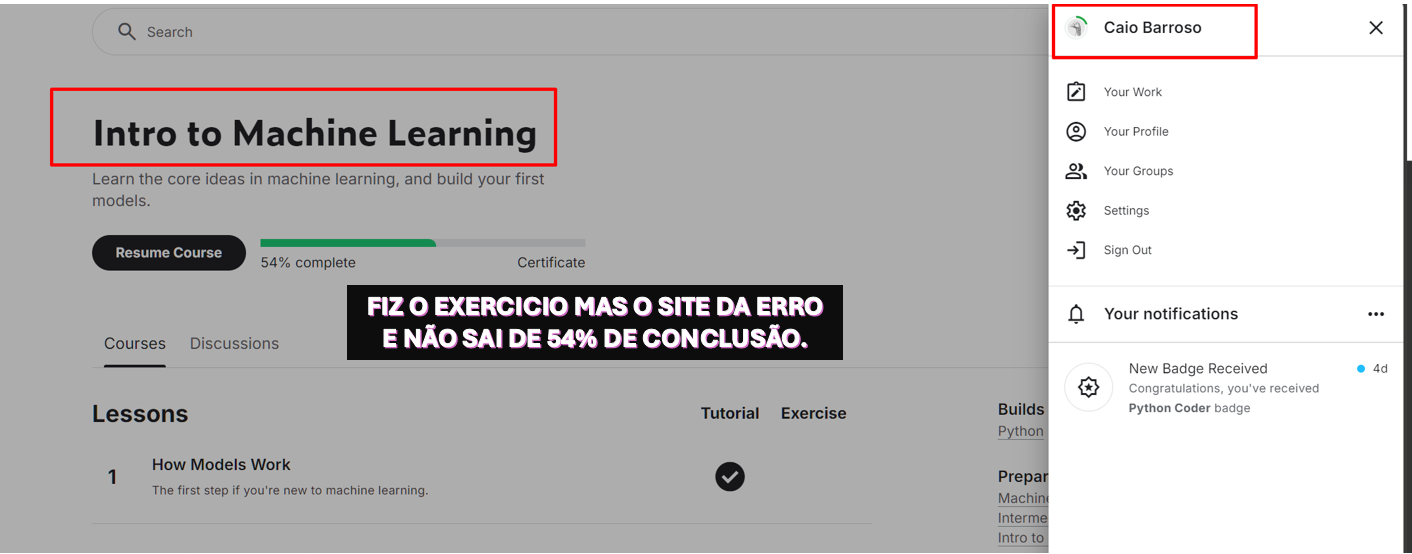 Search
Intro to Machine Learning
Learn the core ideas in machine learning, and build your first
models.
Resume Course
54% complete
Certificate
FIZ O EXERCICIO MAS O SITE DA ERRO
E NÃO SAI DE 54% DE CONCLUSÃO.
Courses
Discussions
Lessons
Tutorial
Exercise
1
How Models Work
The first step if you're new to machine learning.
Builds
Python
Prepar
Machine
Interme
Intro to
Caio Barroso
Your Work
Your Profile
Your Groups
Settings
Sign Out
Your notifications
New Badge Received
4d
Congratulations, you've received
Python Coder badge